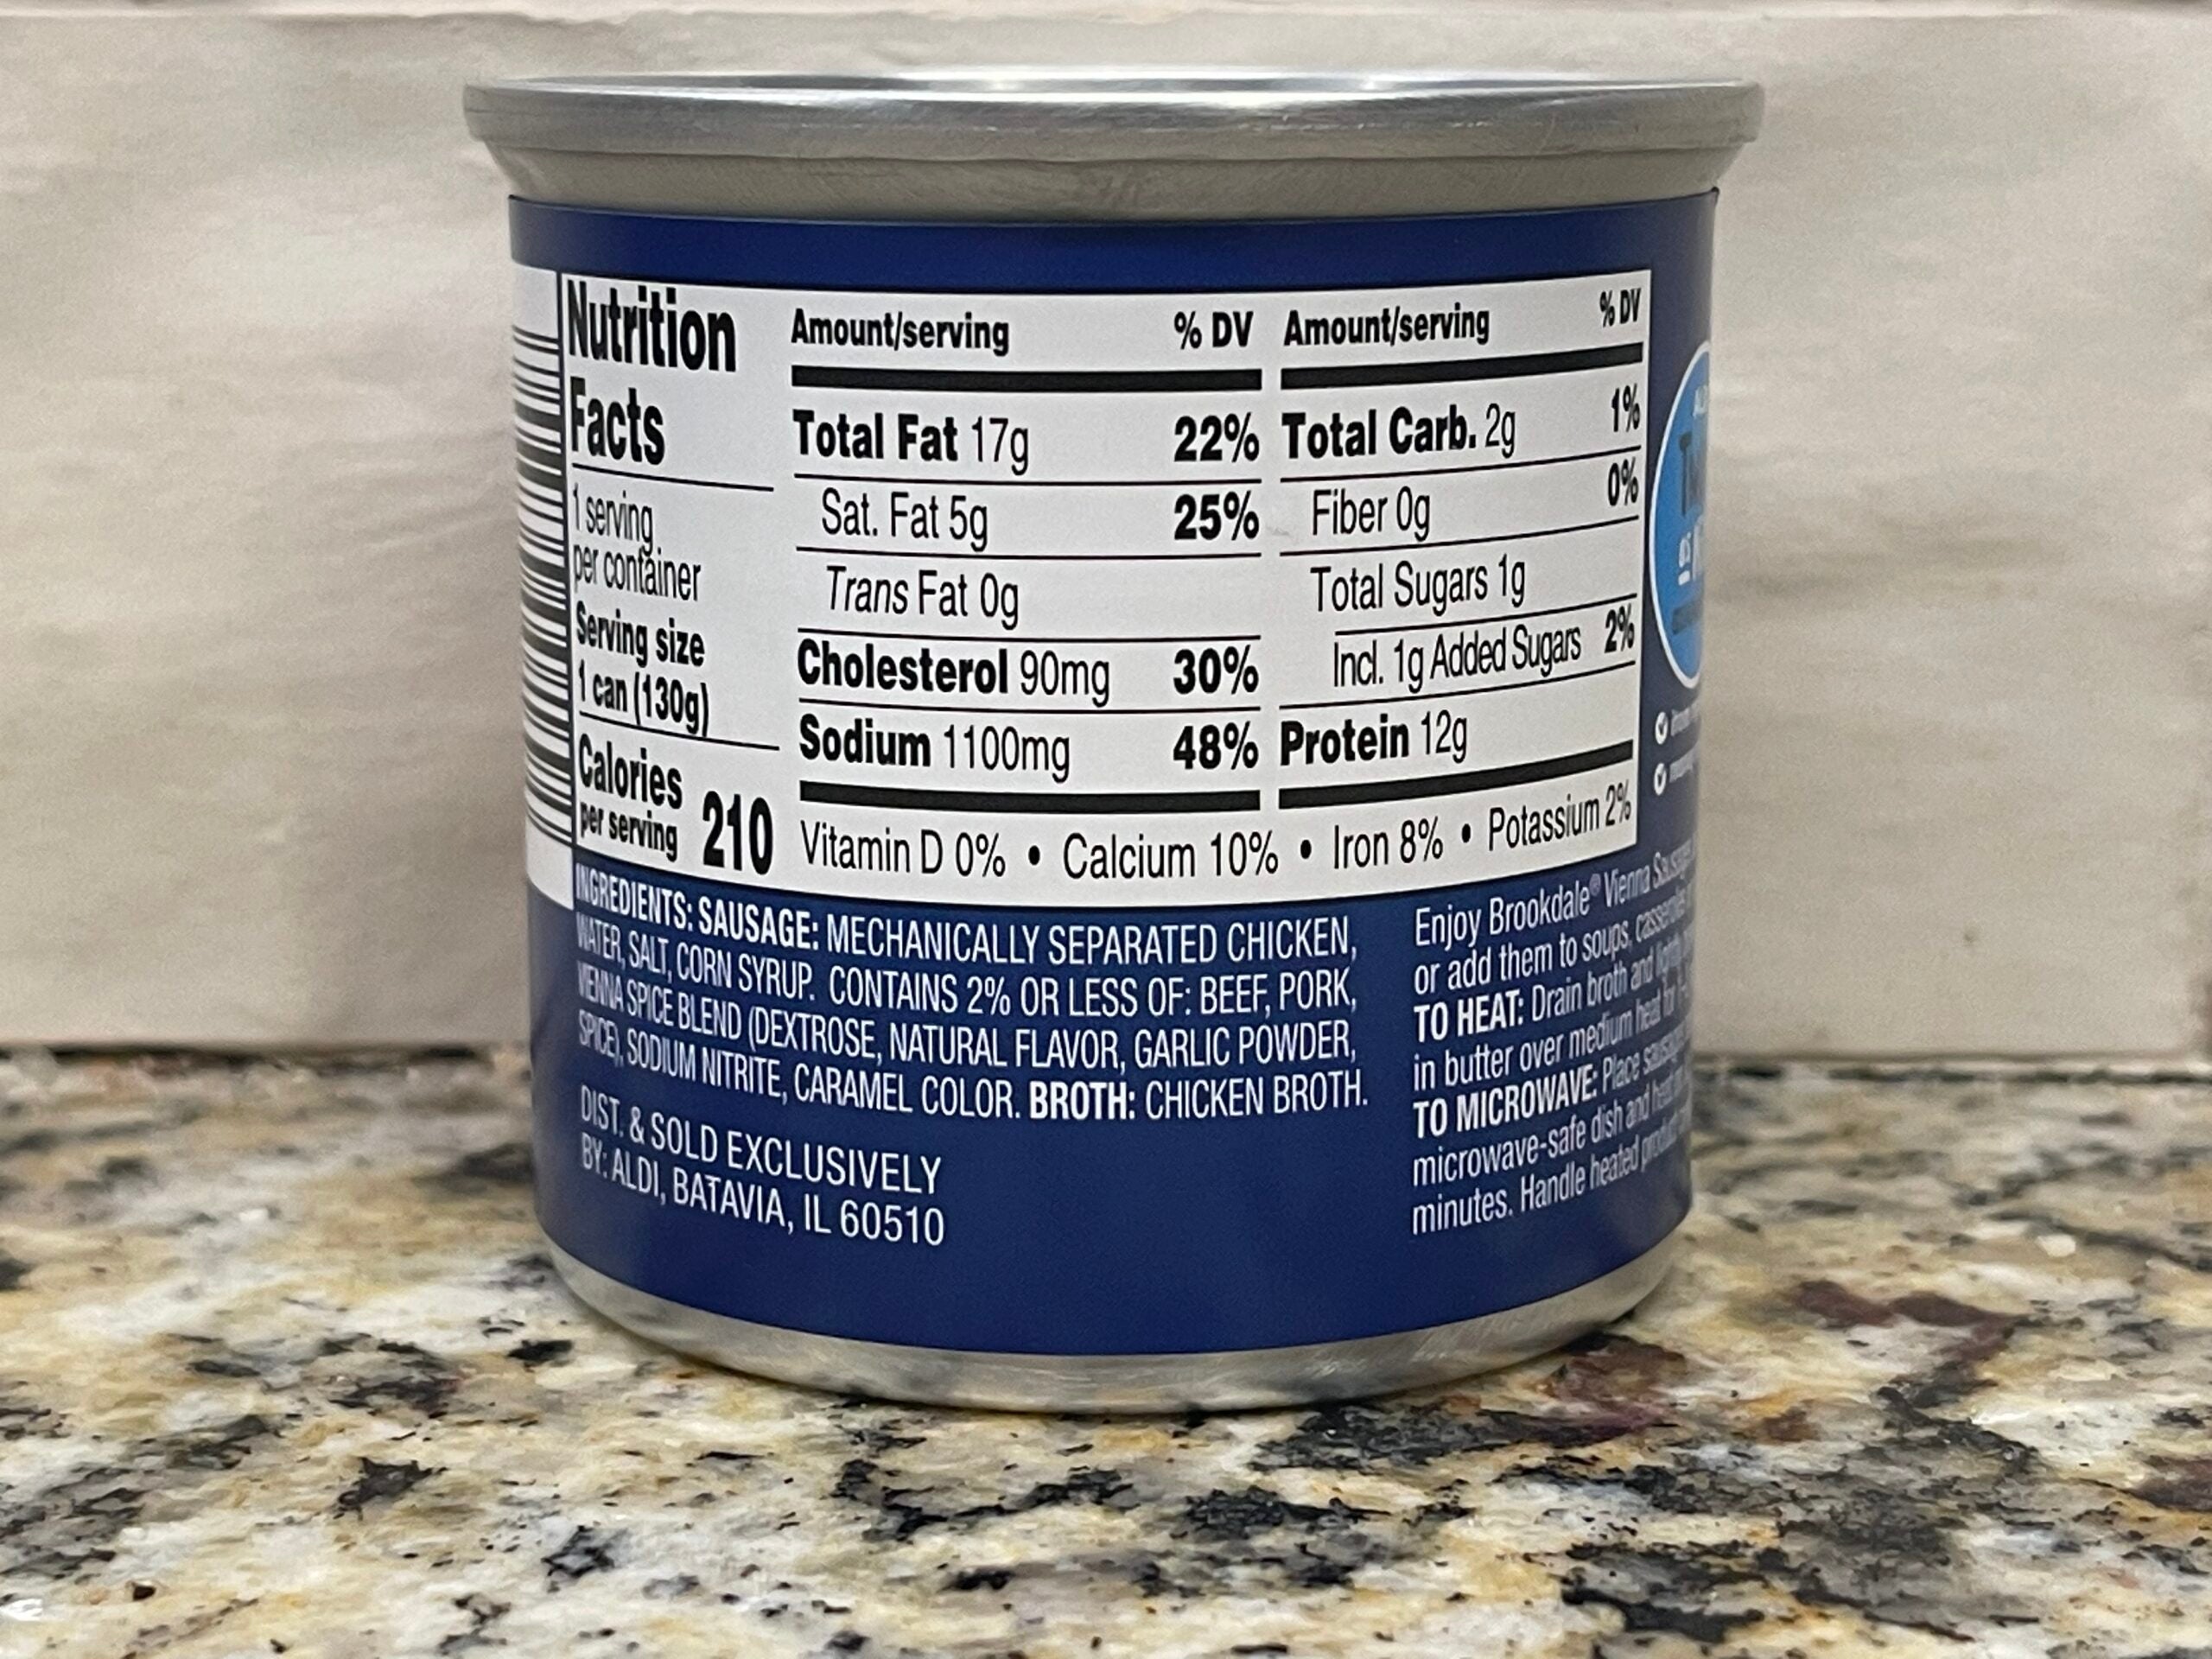 Nutrition
Facts
1 serving
per container
Serving size
1 can (130g)
Calories
per serving 210
Amount/serving % DV
Total Fat 17g 22%
Sat. Fat 5g 25%
Trans Fat 0g
Cholesterol 90mg 30%
Sodium 1100mg 48%
Amount/serving % DV
Total Carb. 2g 1%
Fiber 0g 0%
Total Sugars 1g
Incl. 1g Added Sugars 2%
Protein 12g
Vitamin D 0% • Calcium 10% • Iron 8% • Potassium 2%
INGREDIENTS: SAUSAGE: MECHANICALLY SEPARATED CHICKEN,
WATER, SALT, CORN SYRUP. CONTAINS 2% OR LESS OF: BEEF, PORK,
VIENNA SPICE BLEND (DEXTROSE, NATURAL FLAVOR, GARLIC POWDER,
SPICE), SODIUM NITRITE, CARAMEL COLOR. BROTH: CHICKEN BROTH.
DIST. & SOLD EXCLUSIVELY
BY: ALDI, BATAVIA, IL 60510
Enjoy Brookdale® Vienna
or add them to soups,
TO HEAT: Drain broth and
in butter over medium heat for
TO MICROWAVE: Place
microwave-safe dish and
minutes. Handle heated